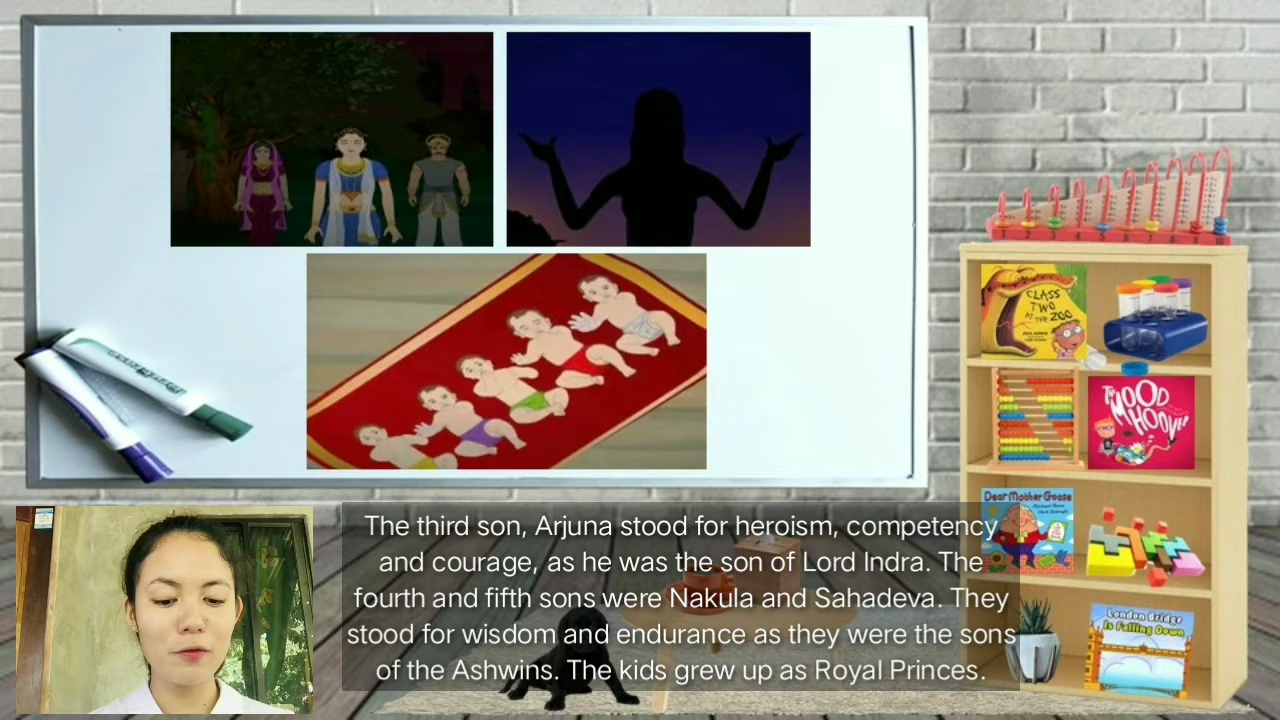 CLASS
TWO
AT THE ZOO
THE
MOOD
HOOVER
Dear Mother Goose
London Bridge
Is Falling Down
The third son, Arjuna stood for heroism, competency
and courage, as he was the son of Lord Indra. The
fourth and fifth sons were Nakula and Sahadeva. They
stood for wisdom and endurance as they were the sons
of the Ashwins. The kids grew up as Royal Princes.